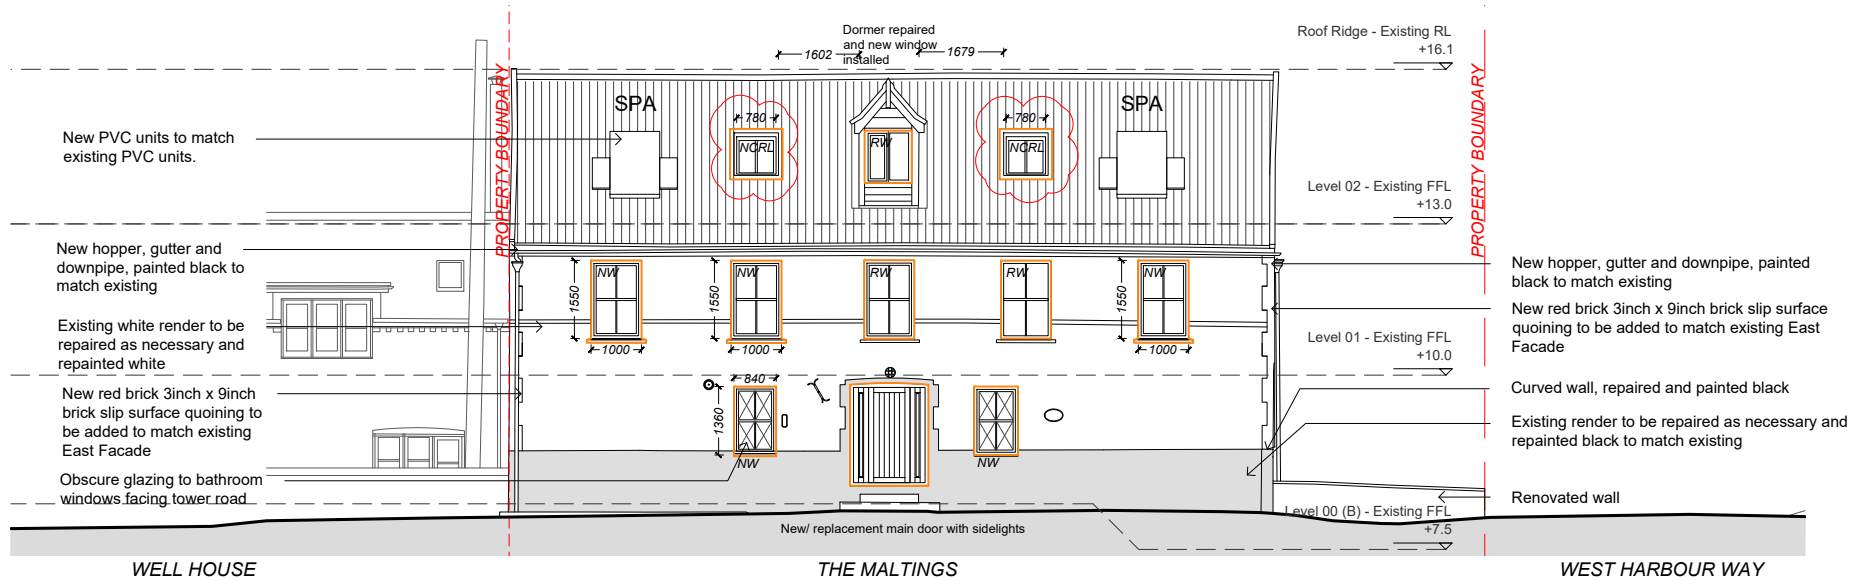 Dormer repaired
and new window
installed
1602
1679
Roof Ridge - Existing RL
+16.1
PROPERTY BOUNDARY
PROPERTY BOUNDARY
SPA
SPA
780
780
NCRL
RW
NCRL
New PVC units to match
existing PVC units.
Level 02 - Existing FFL
+13.0
New hopper, gutter and
downpipe, painted black to
match existing
New hopper, gutter and downpipe, painted
black to match existing
NW
NW
RW
RW
NW
1550
1550
1550
1000
1000
1000
New red brick 3inch x 9inch brick slip surface
quoining to be added to match existing East
Facade
Existing white render to be
repaired as necessary and
repainted white
Level 01 - Existing FFL
+10.0
840
1360
New red brick 3inch x 9inch
brick slip surface quoining to
be added to match existing
East Facade
Curved wall, repaired and painted black
Existing render to be repaired as necessary and
repainted black to match existing
NW
NW
Obscure glazing to bathroom
windows facing tower road
Renovated wall
Level 00 (B) - Existing FFL
+7.5
New/ replacement main door with sidelights
WELL HOUSE
THE MALTINGS
WEST HARBOUR WAY